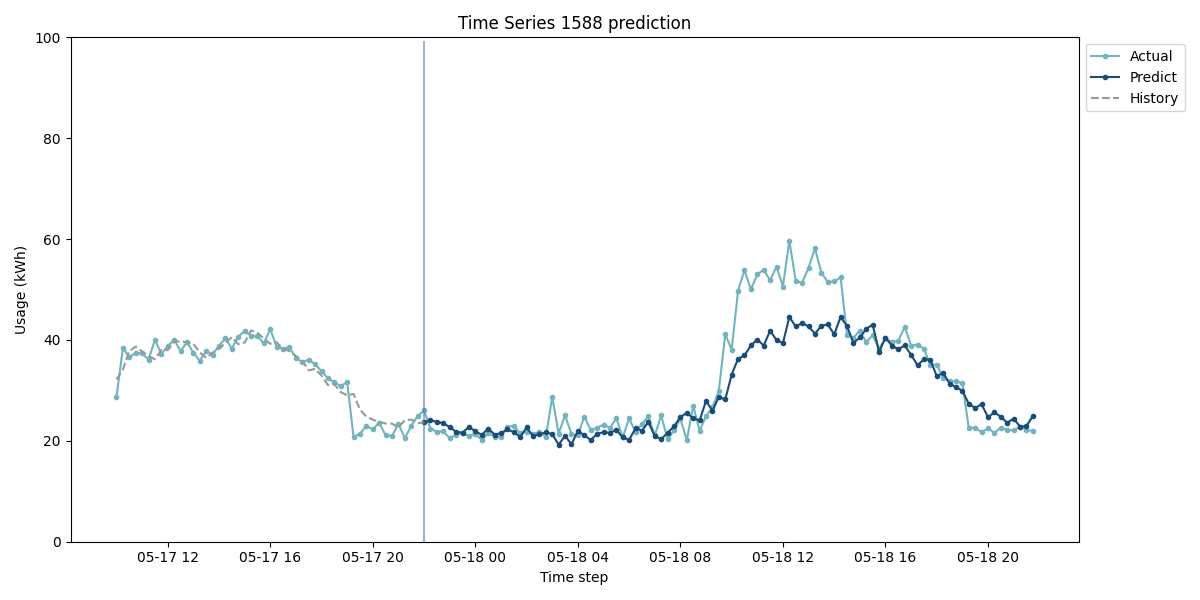 Time Series 1588 prediction
100
80
60
40
20
0
Usage (kWh)
05-17 12
05-17 16
05-17 20
05-18 00
05-18 04
05-18 08
05-18 12
05-18 16
05-18 20
Time step
Actual
Predict
History